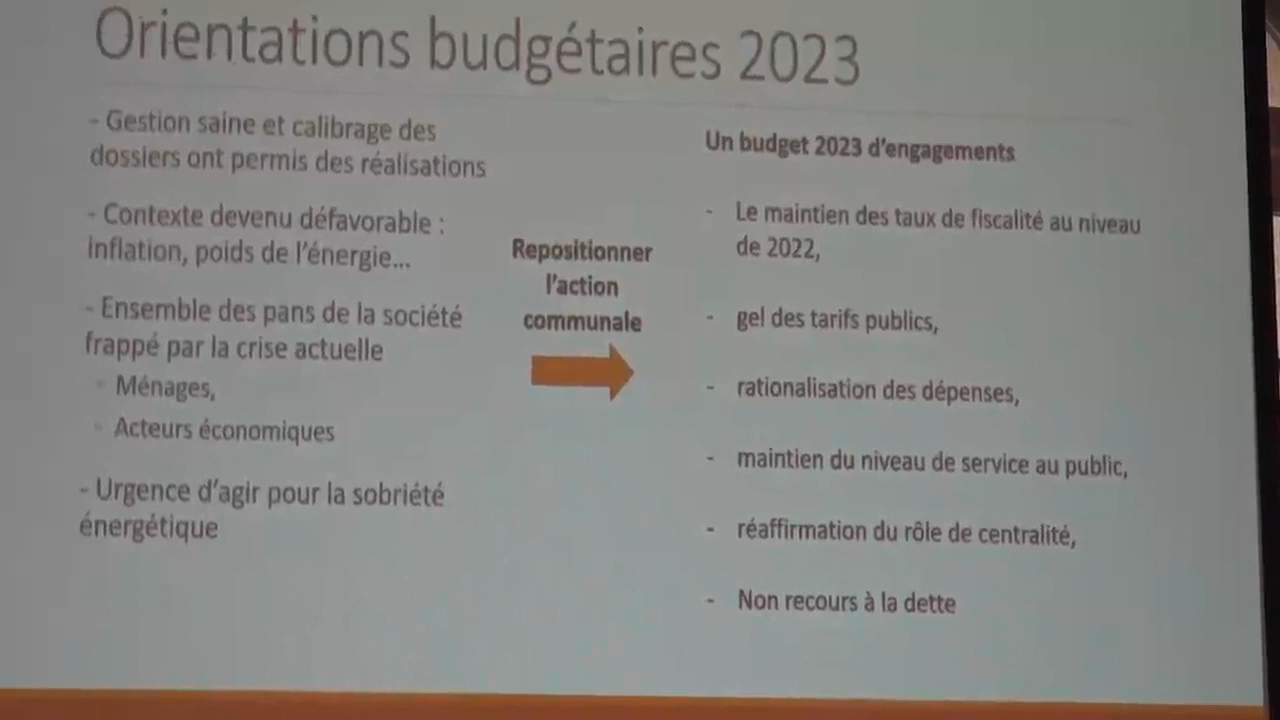 Orientations budgétaires 2023
- Gestion saine et calibrage des
dossiers ont permis des réalisations
- Contexte devenu défavorable :
inflation, poids de l'énergie...
- Ensemble des pans de la société
frappé par la crise actuelle
Ménages,
Acteurs économiques
- Urgence d'agir pour la sobriété
énergétique
Repositionner
l'action
communale
Un budget 2023 d'engagements
- Le maintien des taux de fiscalité au niveau
de 2022,
- gel des tarifs publics,
- rationalisation des dépenses,
- maintien du niveau de service au public,
- réaffirmation du rôle de centralité,
- Non recours à la dette